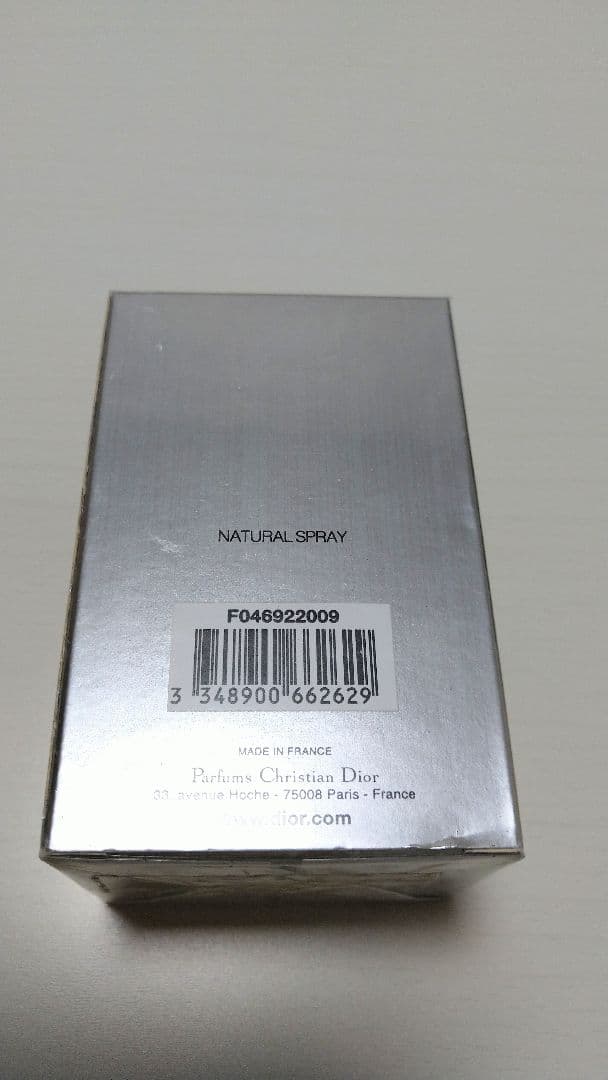 NATURAL SPRAY
F046922009
3 348900 662629
MADE IN FRANCE
Parfums Christian Dior
33, avenue Hoche - 75008 Paris - France
www.dior.com